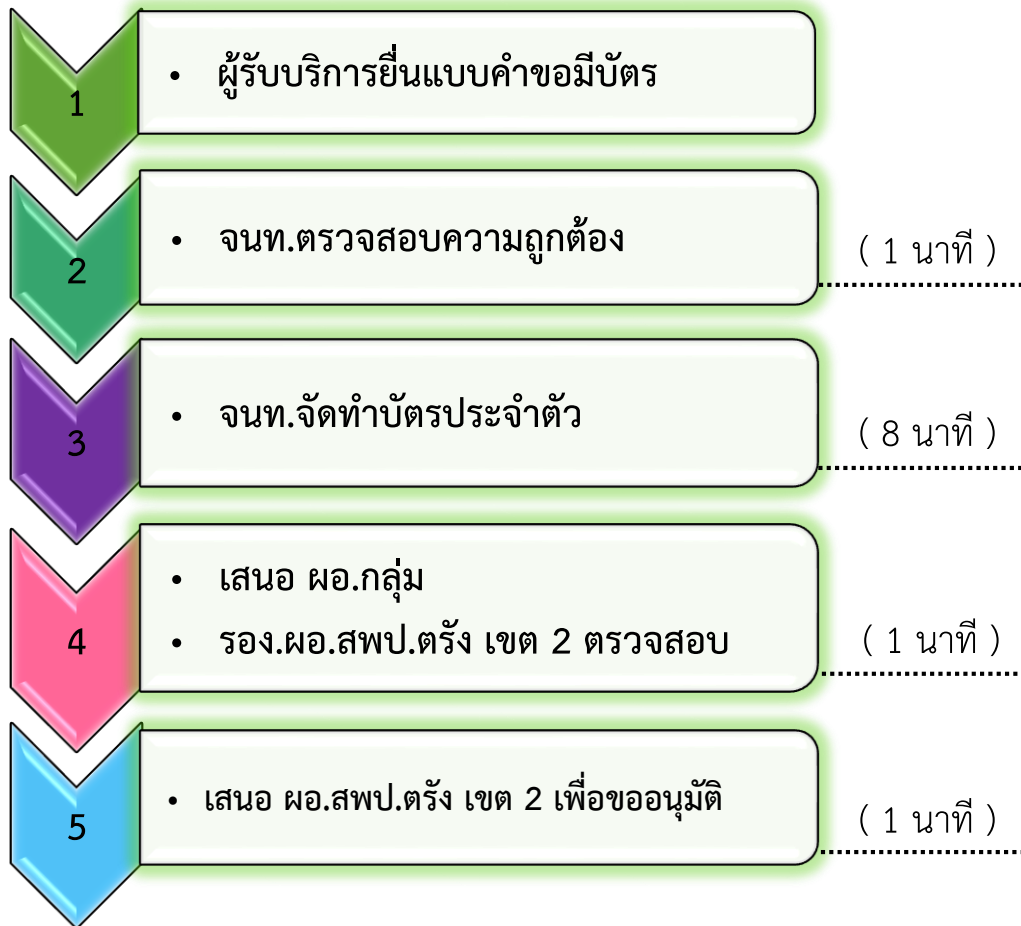 1
• ผู้รับบริการยื่นแบบคำขอมีบัตร
2
• จนท.ตรวจสอบความถูกต้อง
( 1 นาที )
3
• จนท.จัดทำบัตรประจำตัว
( 8 นาที )
4
• เสนอ ผอ.กลุ่ม
• รอง.ผอ.สพป.ตรัง เขต 2 ตรวจสอบ
( 1 นาที )
5
• เสนอ ผอ.สพป.ตรัง เขต 2 เพื่อขออนุมัติ
( 1 นาที )